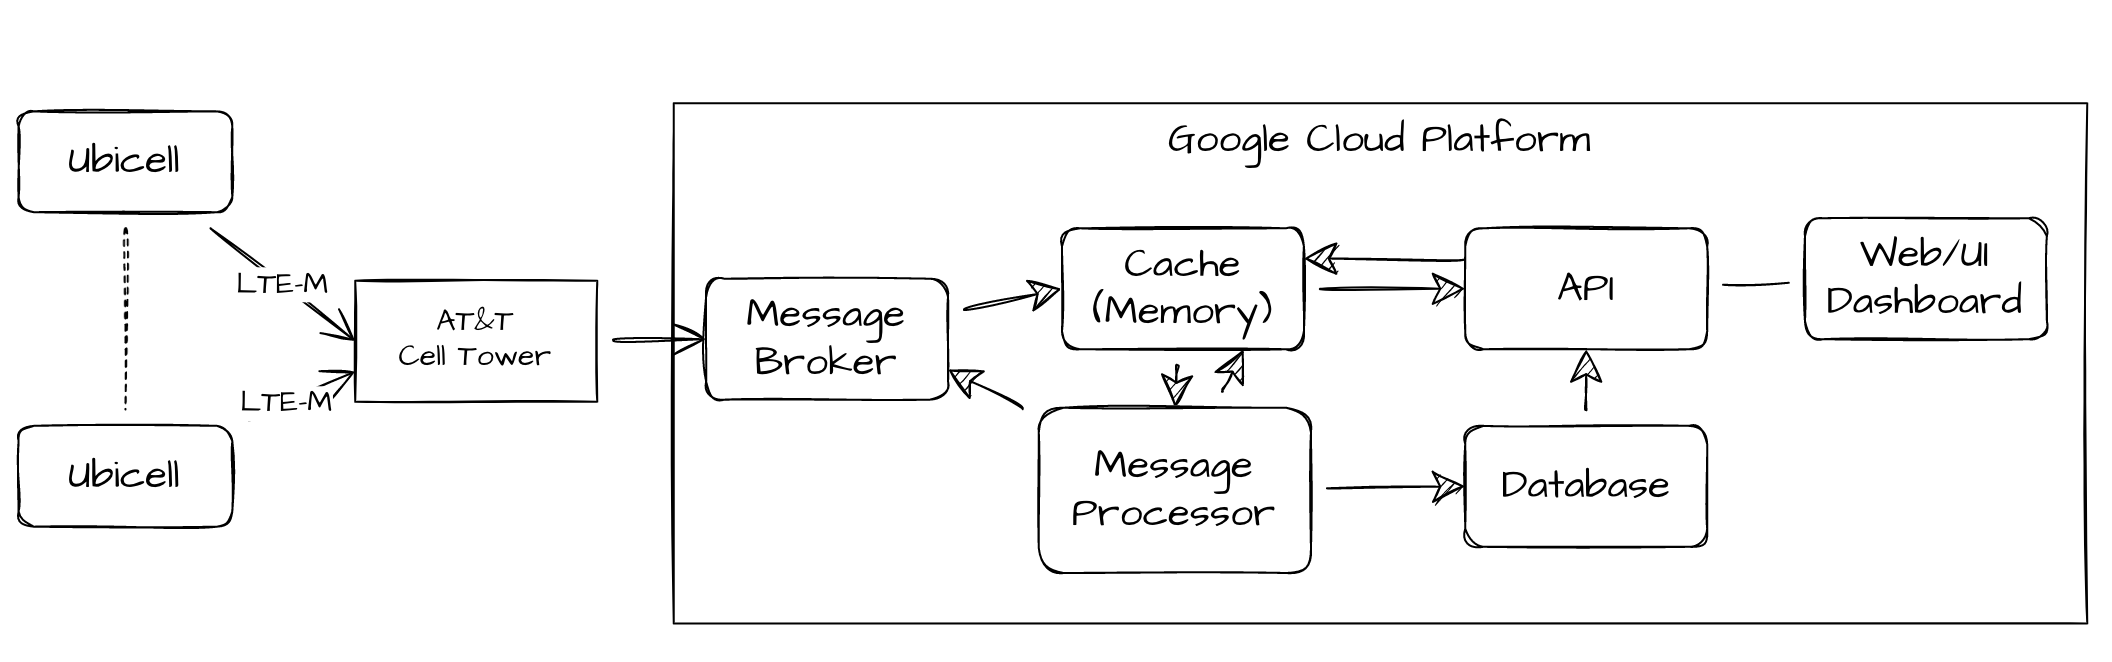 Google Cloud Platform
Ubicell
LTE-M
AT&T
Cell Tower
LTE-M
Ubicell
Message
Broker
Cache
(Memory)
API
Web/UI
Dashboard
Message
Processor
Database